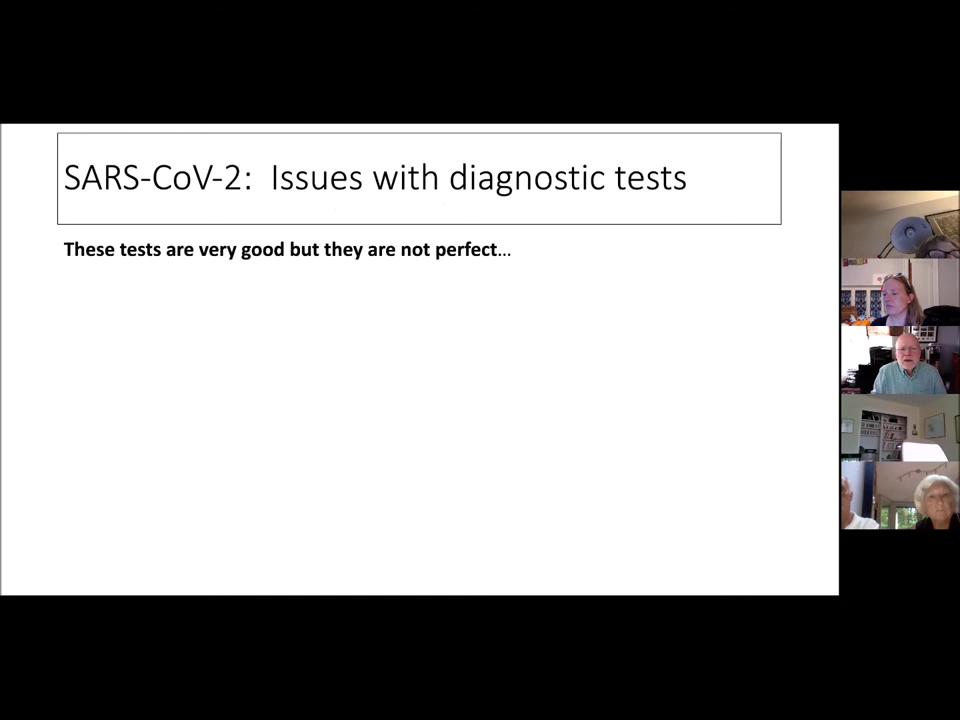 SARS-CoV-2: Issues with diagnostic tests
These tests are very good but they are not perfect...